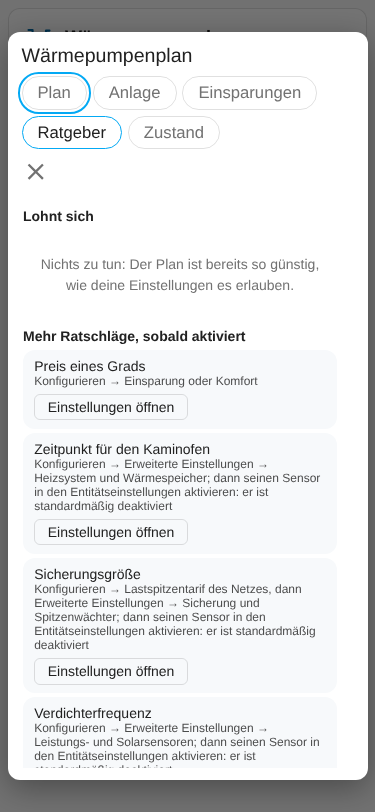 Wärmepumpenplan
Plan
Anlage
Einsparungen
Ratgeber
Zustand
Lohnt sich
Nichts zu tun: Der Plan ist bereits so günstig,
wie deine Einstellungen es erlauben.
Mehr Ratschläge, sobald aktiviert
Preis eines Grads
Konfigurieren → Einsparung oder Komfort
Einstellungen öffnen
Zeitpunkt für den Kaminofen
Konfigurieren → Erweiterte Einstellungen →
Heizsystem und Wärmespeicher; dann seinen Sensor
in den Entitätseinstellungen aktivieren: er ist
standardmäßig deaktiviert
Einstellungen öffnen
Sicherungsgröße
Konfigurieren → Lastspitzentarif des Netzes, dann
Erweiterte Einstellungen → Sicherung und
Spitzenwächter; dann seinen Sensor in den
Entitätseinstellungen aktivieren: er ist standardmäßig
deaktiviert
Einstellungen öffnen
Verdichterfrequenz
Konfigurieren → Erweiterte Einstellungen →
Leistungs- und Solarsensoren; dann seinen Sensor in
den Entitätseinstellungen aktivieren: er ist
standardmäßig deaktiviert